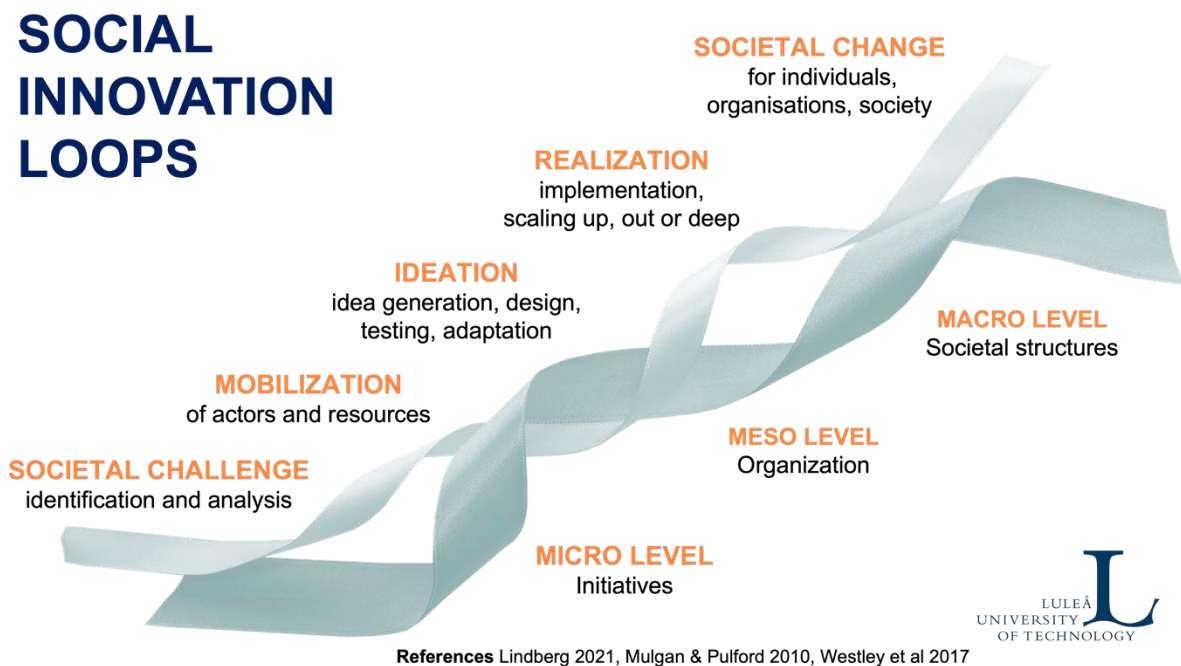 SOCIAL
INNOVATION
LOOPS
SOCIETAL CHANGE
for individuals,
organisations, society
REALIZATION
implementation,
scaling up, out or deep
IDEATION
idea generation, design,
testing, adaptation
MOBILIZATION
of actors and resources
SOCIETAL CHALLENGE
identification and analysis
MACRO LEVEL
Societal structures
MESO LEVEL
Organization
MICRO LEVEL
Initiatives
L
LULEÅ
UNIVERSITY
OF TECHNOLOGY
References Lindberg 2021, Mulgan & Pulford 2010, Westley et al 2017